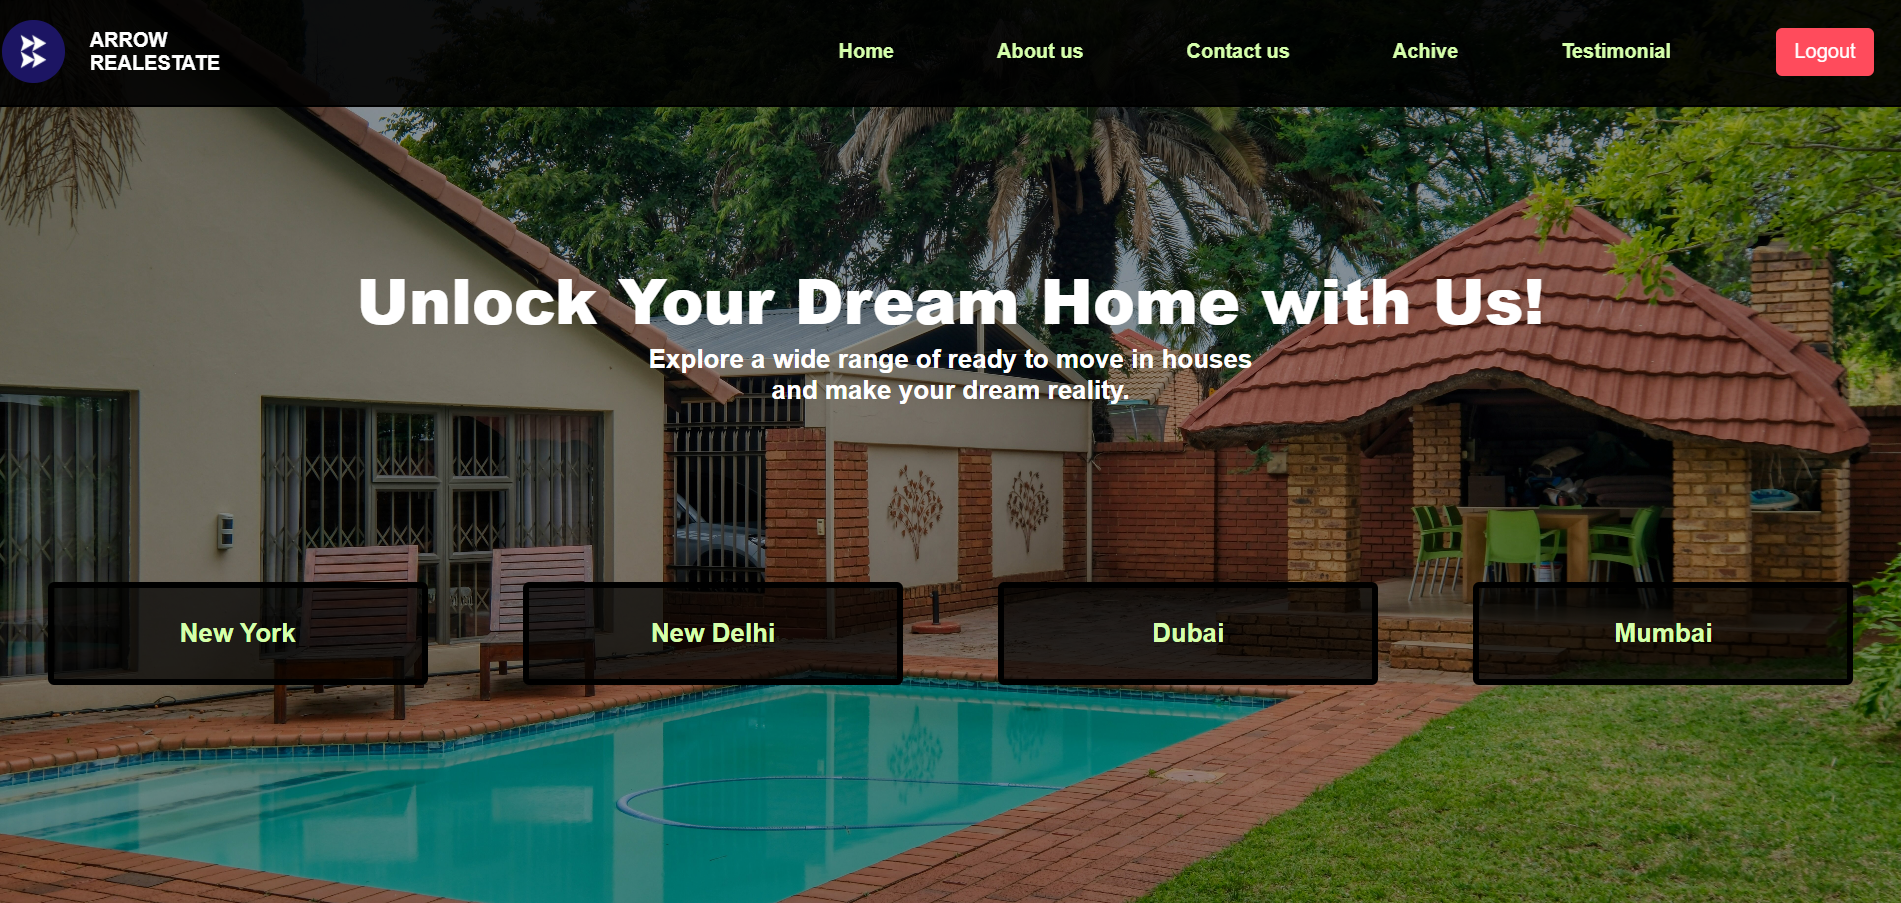 ARROW
REALESTATE
Home
About us
Contact us
Achive
Testimonial
Logout
Unlock Your Dream Home with Us!
Explore a wide range of ready to move in houses
and make your dream reality.
New York
New Delhi
Dubai
Mumbai